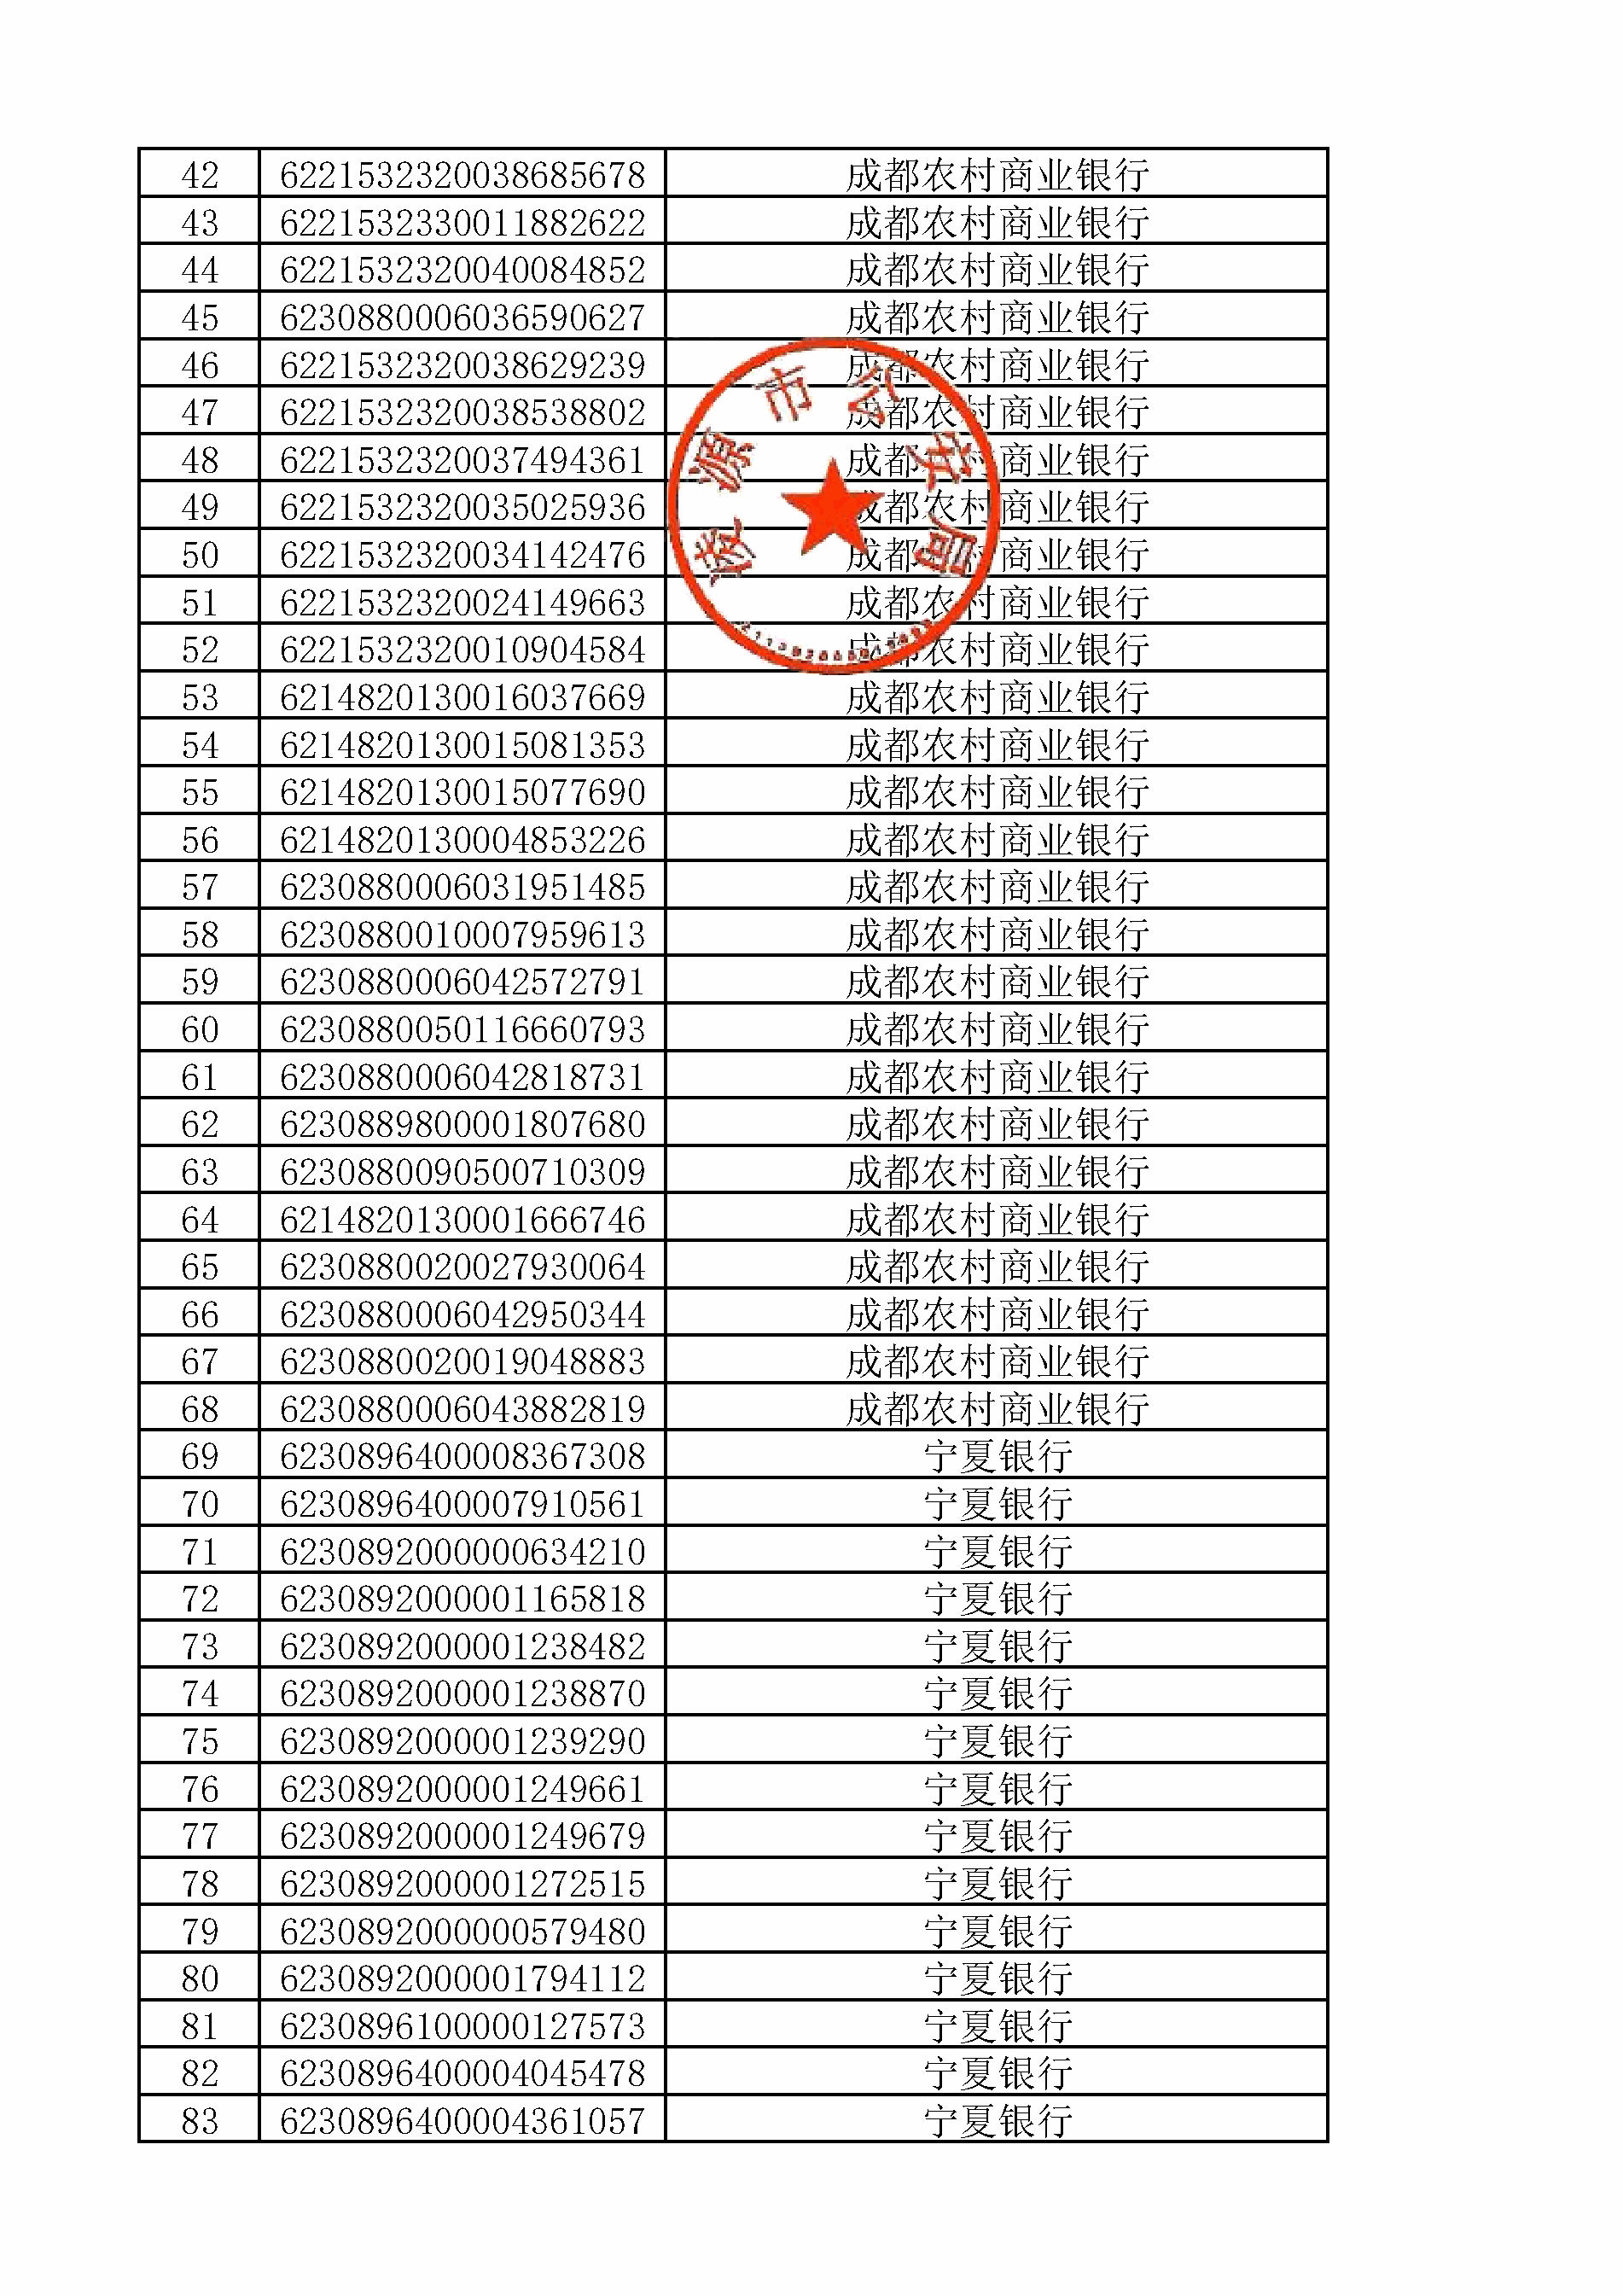 42 6221532320038685678 成都农村商业银行
43 6221532330011882622 成都农村商业银行
44 6221532320040084852 成都农村商业银行
45 6230880006036590627 成都农村商业银行
46 6221532320038629239 成都农村商业银行
47 6221532320038538802 成都农村商业银行
48 6221532320037494361 成都农村商业银行
49 6221532320035025936 成都农村商业银行
50 6221532320034142476 成都农村商业银行
51 6221532320024149663 成都农村商业银行
52 6221532320010904584 成都农村商业银行
53 6214820130016037669 成都农村商业银行
54 6214820130015081353 成都农村商业银行
55 6214820130015077690 成都农村商业银行
56 6214820130004853226 成都农村商业银行
57 6230880006031951485 成都农村商业银行
58 6230880010007959613 成都农村商业银行
59 6230880006042572791 成都农村商业银行
60 6230880050116660793 成都农村商业银行
61 6230880006042818731 成都农村商业银行
62 6230889800001807680 成都农村商业银行
63 6230880090500710309 成都农村商业银行
64 6214820130001666746 成都农村商业银行
65 6230880020027930064 成都农村商业银行
66 6230880006042950344 成都农村商业银行
67 6230880020019048883 成都农村商业银行
68 6230880006043882819 成都农村商业银行
69 6230896400008367308 宁夏银行
70 6230896400007910561 宁夏银行
71 6230892000000634210 宁夏银行
72 6230892000001165818 宁夏银行
73 6230892000001238482 宁夏银行
74 6230892000001238870 宁夏银行
75 6230892000001239290 宁夏银行
76 6230892000001249661 宁夏银行
77 6230892000001249679 宁夏银行
78 6230892000001272515 宁夏银行
79 6230892000000579480 宁夏银行
80 6230892000001794112 宁夏银行
81 6230896100000127573 宁夏银行
82 6230896400004045478 宁夏银行
83 6230896400004361057 宁夏银行
凌源市公安局